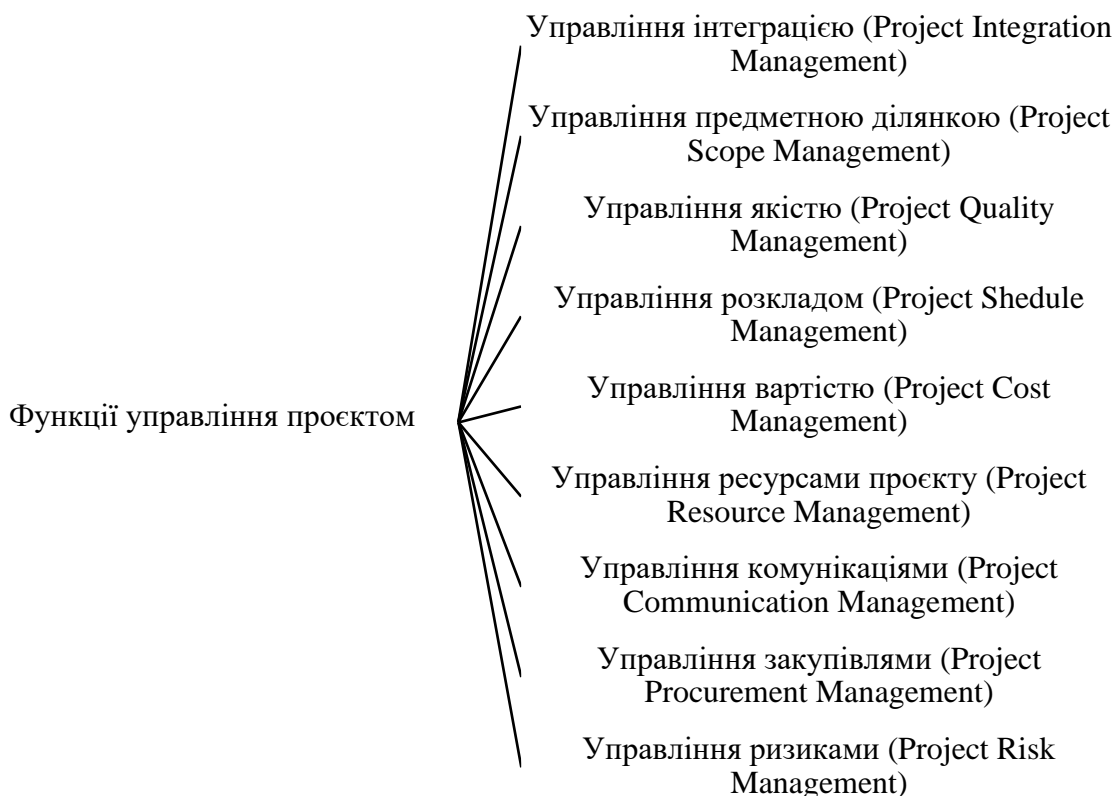 Управління інтеграцією (Project Integration
Management)
Управління предметною ділянкою (Project
Scope Management)
Управління якістю (Project Quality
Management)
Управління розкладом (Project Shedule
Management)
Управління вартістю (Project Cost
Management)
Функції управління проєктом
Управління ресурсами проєкту (Project
Resource Management)
Управління комунікаціями (Project
Communication Management)
Управління закупівлями (Project
Procurement Management)
Управління ризиками (Project Risk
Management)